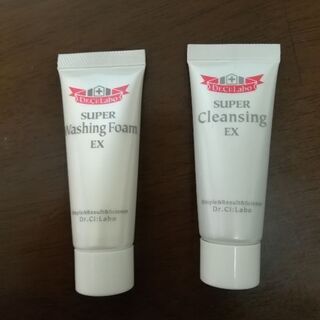 Dr.Ci:Labo
SUPER
Washing Foam
EX
Simple&Result&Science
Dr.Ci:Labo
Dr.Ci:Labo
SUPER
Cleansing
EX
Simple&Result&Science
Dr.Ci:Labo